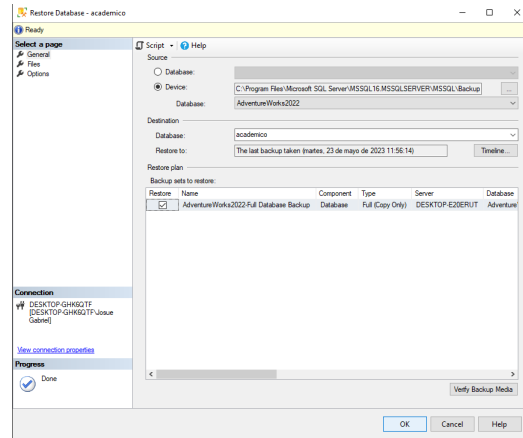 Restore Database - academico
Ready
Select a page
General
Files
Options
Script
Help
Source
Database:
Device:
C:\Program Files\Microsoft SQL Server\MSSQL16.MSSQLSERVER\MSSQL\Backup
...
Database:
AdventureWorks2022
Destination
Database:
academico
Restore to:
The last backup taken (martes, 23 de mayo de 2023 11:56:14)
Timeline...
Restore plan
Backup sets to restore:
Restore Name Component Type Server Database
AdventureWorks2022-Full Database Backup Database Full (Copy Only) DESKTOP-E20ERUT Adventure
Connection
DESKTOP-GHK6QTF
[DESKTOP-GHK6QTF\Josue
Gabriel]
View connection properties
Progress
Done
Verify Backup Media
OK Cancel Help